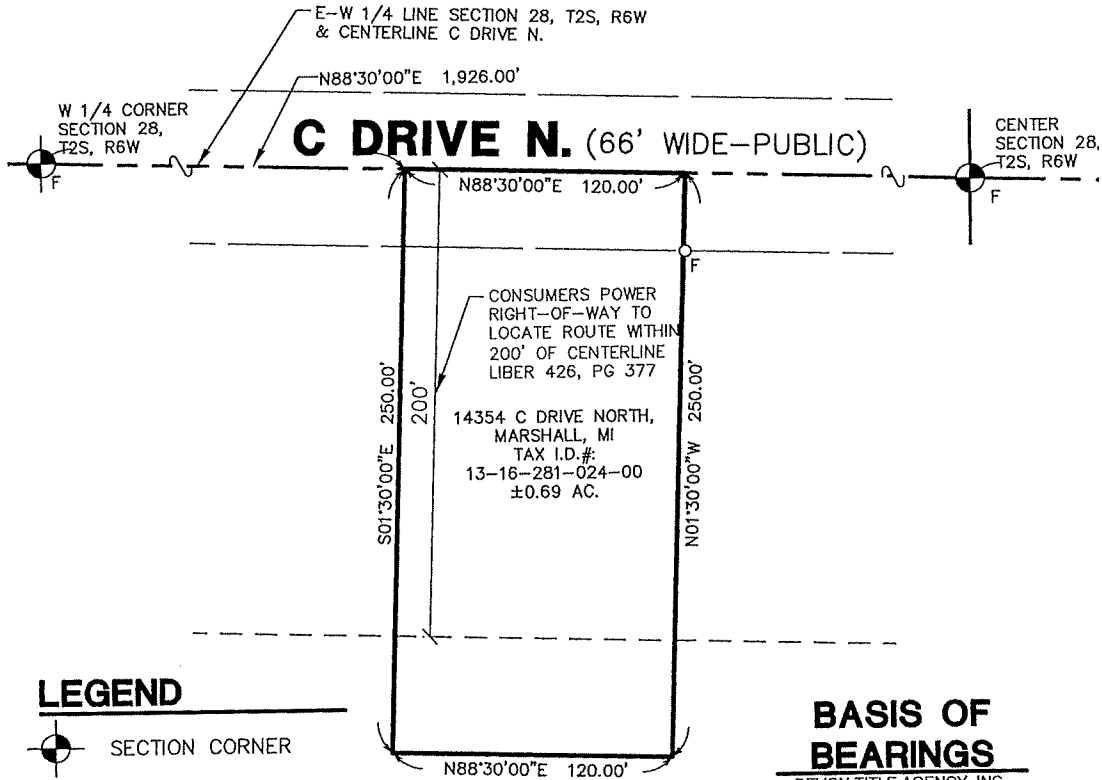 E-W 1/4 LINE SECTION 28, T2S, R6W
& CENTERLINE C DRIVE N.
N88°30'00"E 1,926.00'
W 1/4 CORNER
SECTION 28,
T2S, R6W
F
C DRIVE N. (66' WIDE-PUBLIC)
CENTER
SECTION 28,
T2S, R6W
F
N88°30'00"E 120.00'
F
CONSUMERS POWER
RIGHT-OF-WAY TO
LOCATE ROUTE WITHIN
200' OF CENTERLINE
LIBER 426, PG 377
S01°30'00"E 250.00'
200'
N01°30'00"W 250.00'
14354 C DRIVE NORTH,
MARSHALL, MI
TAX I.D.#:
13-16-281-024-00
±0.69 AC.
LEGEND
SECTION CORNER
N88°30'00"E 120.00'
BASIS OF
BEARINGS
TITLE AGENCY, INC.